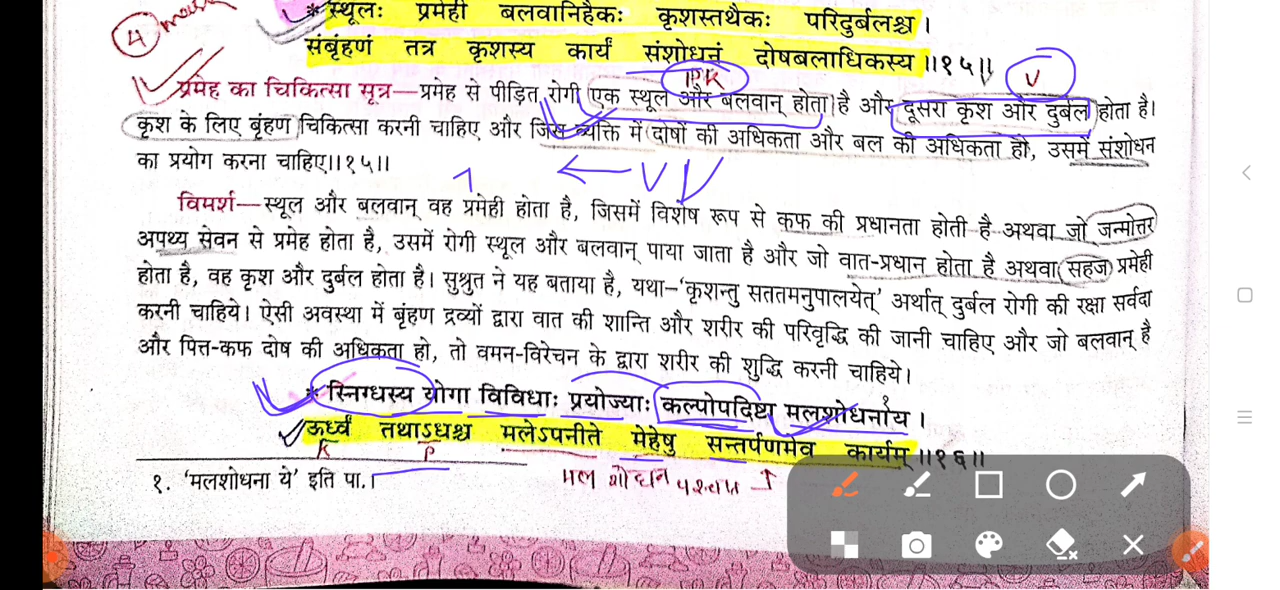 ④
* स्थूलः प्रमेही बलवानिहैकः कृशस्तथैकः परिदुर्बलश्च ।
संबृंहणं तत्र कृशस्य कार्यं संशोधनं दोषबलाधिकस्य ॥१५॥
PK V
प्रमेह का चिकित्सा सूत्र—प्रमेह से पीड़ित रोगी एक स्थूल और बलवान् होता है और दूसरा कृश और दुर्बल होता है।
कृश के लिए बृंहण चिकित्सा करनी चाहिए और जिस व्यक्ति में दोषों की अधिकता और बल की अधिकता हो, उसमें संशोधन
का प्रयोग करना चाहिए॥१५॥
विमर्श—स्थूल और बलवान् वह प्रमेही होता है, जिसमें विशेष रूप से कफ की प्रधानता होती है अथवा जो जन्मोत्तर
अपथ्य सेवन से प्रमेह होता है, उसमें रोगी स्थूल और बलवान् पाया जाता है और जो वात-प्रधान होता है अथवा सहज प्रमेही
होता है, वह कृश और दुर्बल होता है। सुश्रुत ने यह बताया है, यथा–‘कृशन्तु सततमनुपालयेत्’ अर्थात् दुर्बल रोगी की रक्षा सर्वदा
करनी चाहिये। ऐसी अवस्था में बृंहण द्रव्यों द्वारा वात की शान्ति और शरीर की परिवृद्धि की जानी चाहिए और जो बलवान् है
और पित्त-कफ दोष की अधिकता हो, तो वमन-विरेचन के द्वारा शरीर की शुद्धि करनी चाहिये।
* स्निग्धस्य योगा विविधाः प्रयोज्याः कल्पोपदिष्टा मलशोधनाय१ ।
ऊर्ध्वं तथाऽधश्च मलेऽपनीते मेहेषु सन्तर्पणमेव कार्यम् ॥१६॥
K P
१. ‘मलशोधना ये’ इति पा.।
मल शोधन पश्चात ↑